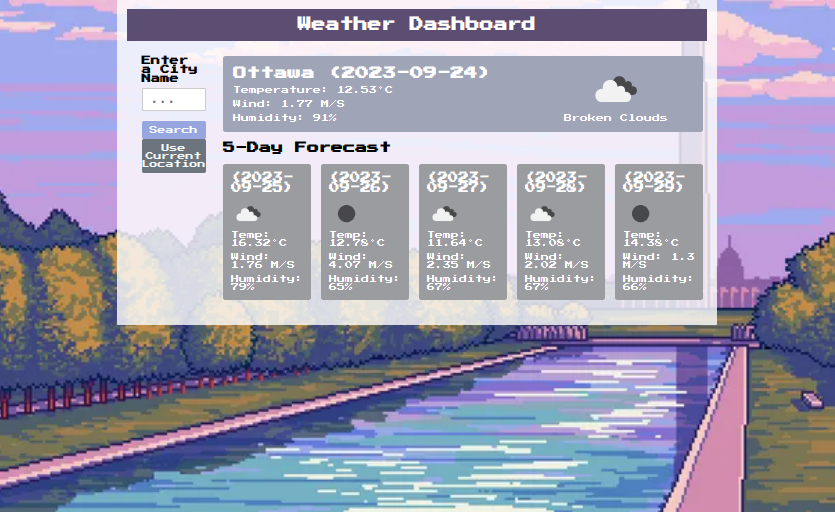 Weather Dashboard
Enter
a City
Name
...
Search
Use
Current
Location
Ottawa (2023-09-24)
Temperature: 12.53°C
Wind: 1.77 M/S
Humidity: 91%
Broken Clouds
5-Day Forecast
(2023-
09-25)
Temp:
16.32°C
Wind:
1.76 M/S
Humidity:
79%
(2023-
09-26)
Temp:
12.78°C
Wind:
4.07 M/S
Humidity:
65%
(2023-
09-27)
Temp:
11.64°C
Wind:
2.35 M/S
Humidity:
67%
(2023-
09-28)
Temp:
13.08°C
Wind:
2.02 M/S
Humidity:
67%
(2023-
09-29)
Temp:
14.38°C
Wind: 1.3
M/S
Humidity:
66%